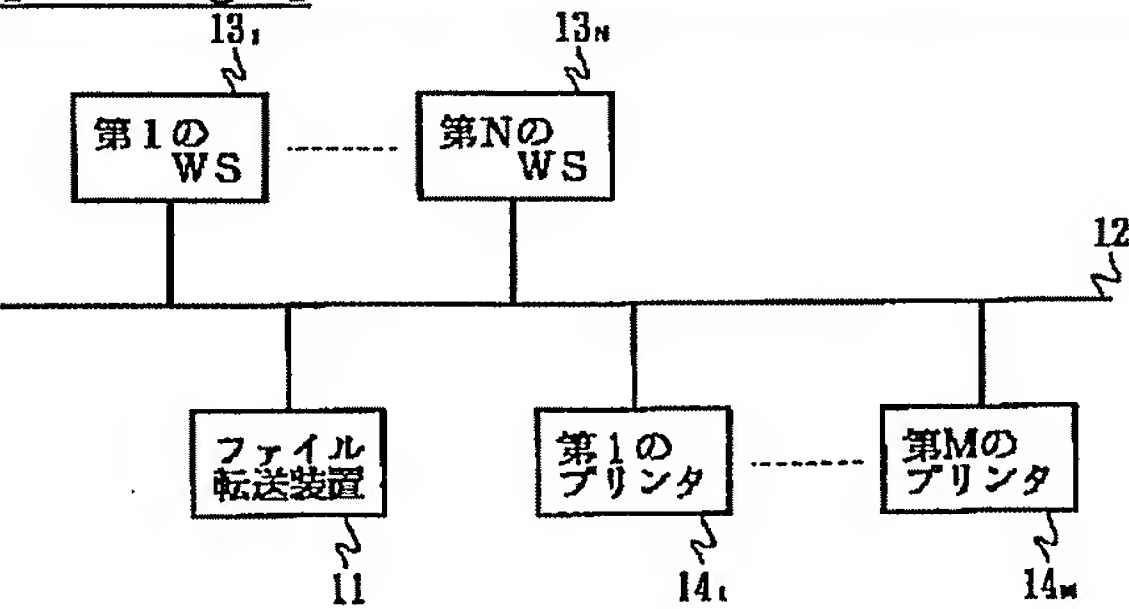 13₁
13ɴ
第1の
WS
第Nの
WS
12
ファイル
転送装置
第1の
プリンタ
第Mの
プリンタ
11
14₁
14ᴍ